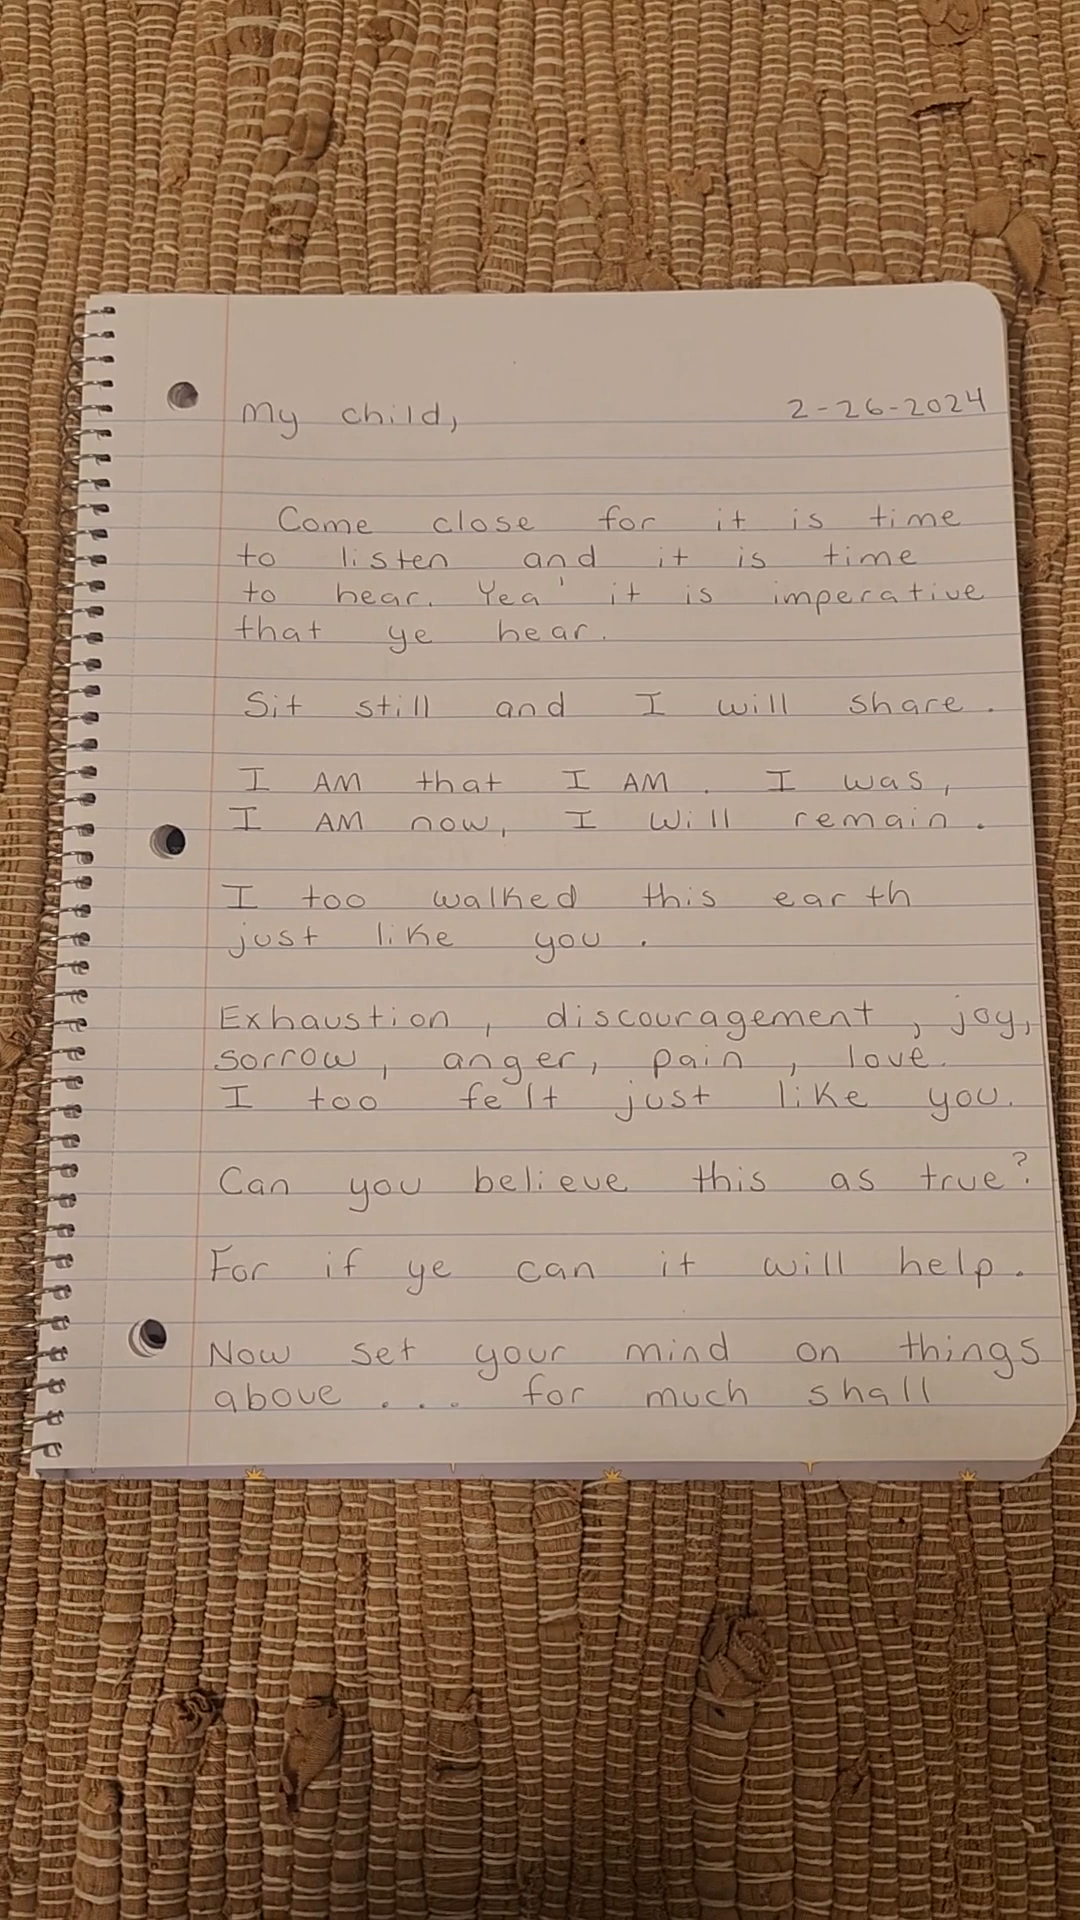 My child, 2-26-2024
Come close for it is time
to listen and it is time
to hear. Yea' it is imperative
that ye hear.
Sit still and I will share.
I AM that I AM. I was,
I AM now, I will remain.
I too walked this earth
just like you.
Exhaustion, discouragement, joy,
sorrow, anger, pain, love.
I too felt just like you.
Can you believe this as true?
For if ye can it will help.
Now set your mind on things
above... for much shall